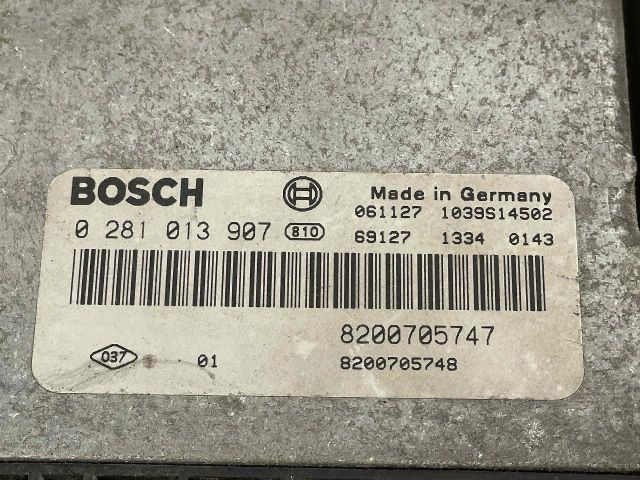 BOSCH
Made in Germany
061127 1039S14502
0 281 013 907 810
69127 1334 0143
8200705747
037 01
8200705748